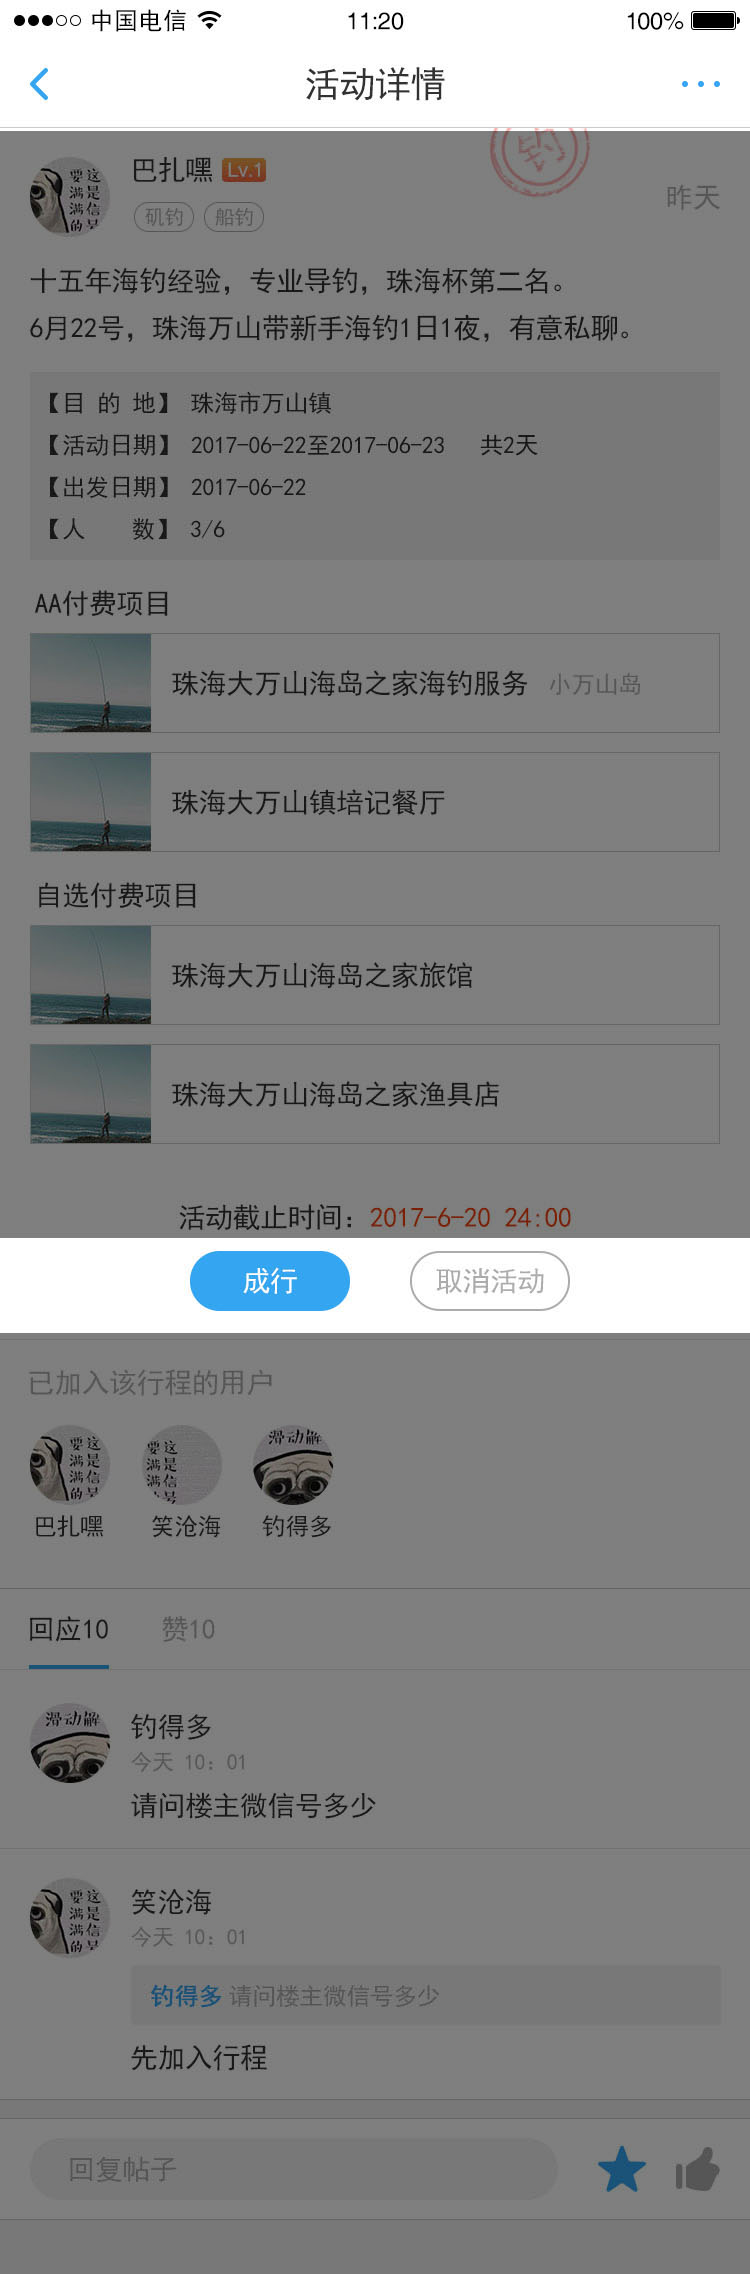 中国电信 11:20 100%
活动详情
钓
巴扎嘿 Lv.1
昨天
矶钓 船钓
十五年海钓经验，专业导钓，珠海杯第二名。
6月22号，珠海万山带新手海钓1日1夜，有意私聊。
【目 的 地】 珠海市万山镇
【活动日期】 2017-06-22至2017-06-23 共2天
【出发日期】 2017-06-22
【人 数】 3/6
AA付费项目
珠海大万山海岛之家海钓服务 小万山岛
珠海大万山镇培记餐厅
自选付费项目
珠海大万山海岛之家旅馆
珠海大万山海岛之家渔具店
活动截止时间：2017-6-20 24:00
成行 取消活动
已加入该行程的用户
巴扎嘿 笑沧海 钓得多
回应10 赞10
钓得多
今天 10：01
请问楼主微信号多少
笑沧海
今天 10：01
钓得多 请问楼主微信号多少
先加入行程
回复帖子